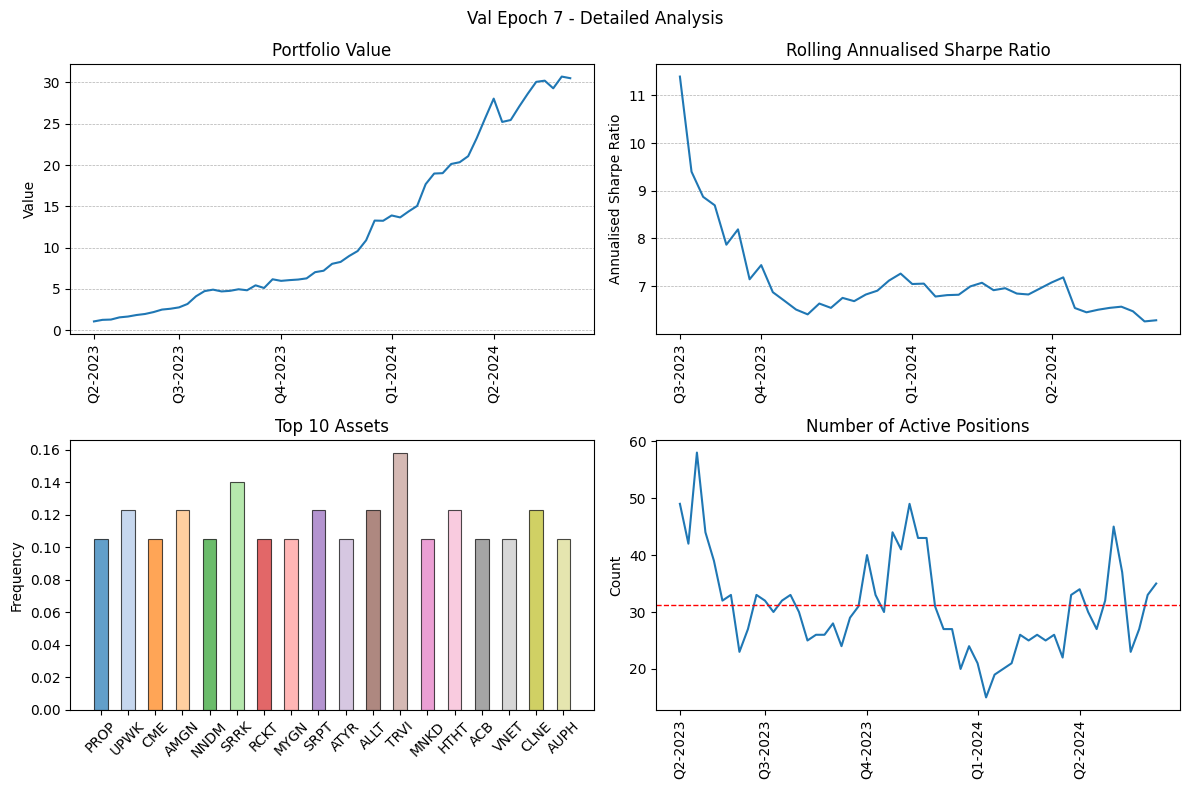 Val Epoch 7 - Detailed Analysis
Portfolio Value
Value
30
25
20
15
10
5
0
Q2-2023
Q3-2023
Q4-2023
Q1-2024
Q2-2024
Rolling Annualised Sharpe Ratio
Annualised Sharpe Ratio
11
10
9
8
7
Q3-2023
Q4-2023
Q1-2024
Q2-2024
Top 10 Assets
Frequency
0.16
0.14
0.12
0.10
0.08
0.06
0.04
0.02
0.00
PROP
UPWK
CME
AMGN
NNDM
SRRK
RCKT
MYGN
SRPT
ATYR
ALLT
TRVI
MNKD
HTHT
ACB
VNET
CLNE
AUPH
Number of Active Positions
Count
60
50
40
30
20
Q2-2023
Q3-2023
Q4-2023
Q1-2024
Q2-2024